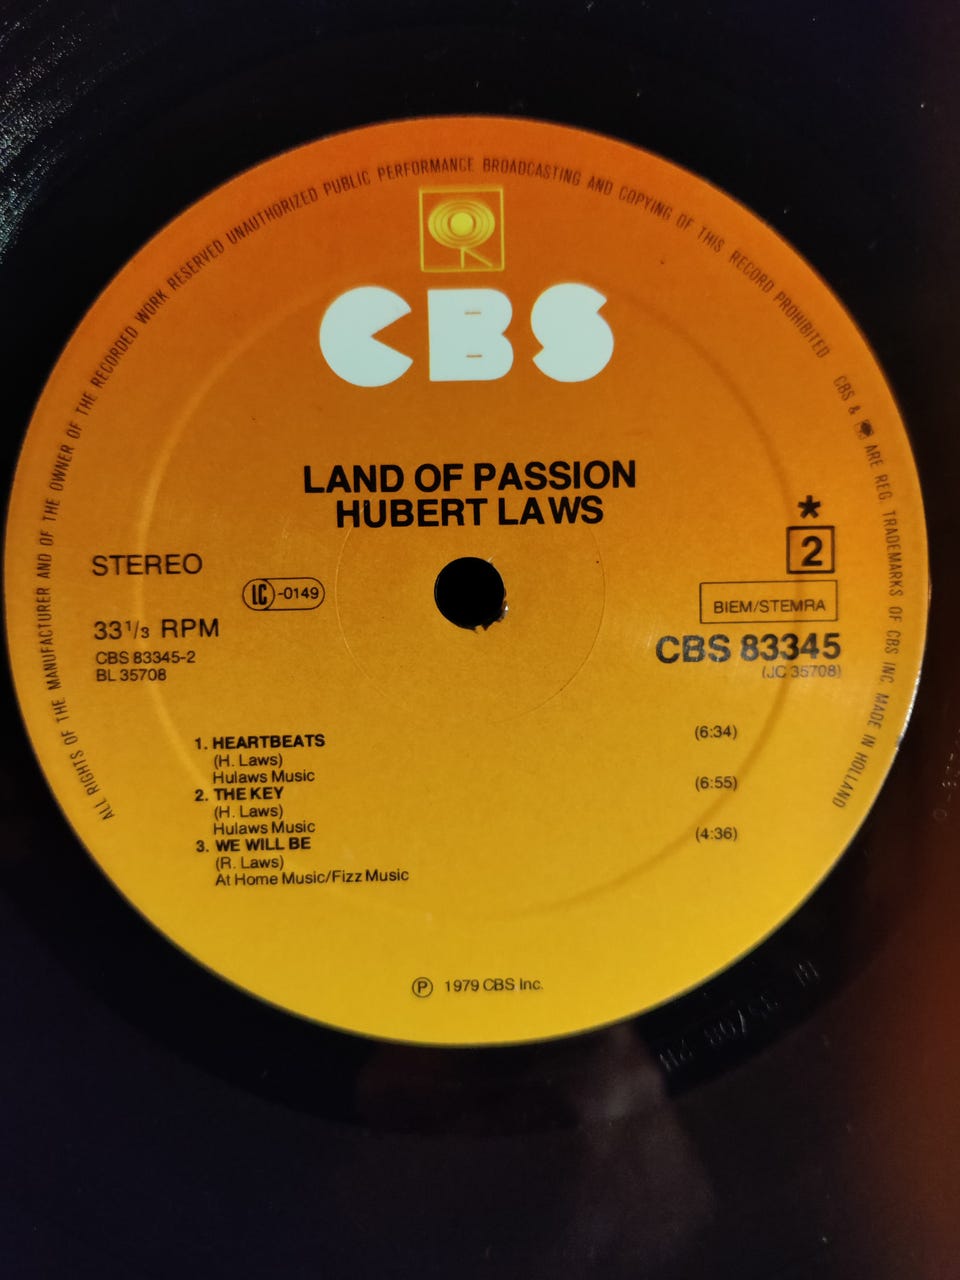 ALL RIGHTS OF THE MANUFACTURER AND OF THE OWNER OF THE RECORDED WORK RESERVED UNAUTHORIZED PUBLIC PERFORMANCE BROADCASTING AND COPYING OF THIS RECORD PROHIBITED CBS & ARE REG. TRADEMARKS OF CBS INC. MADE IN HOLLAND
CBS
LAND OF PASSION
HUBERT LAWS
STEREO
LC-0149
33 1/3 RPM
CBS 83345-2
BL 35708
*
2
BIEM/STEMRA
CBS 83345
(JC 35708)
1. HEARTBEATS (6:34)
(H. Laws)
Hulaws Music
2. THE KEY (6:55)
(H. Laws)
Hulaws Music
3. WE WILL BE (4:36)
(R. Laws)
At Home Music/Fizz Music
Ⓟ 1979 CBS Inc.